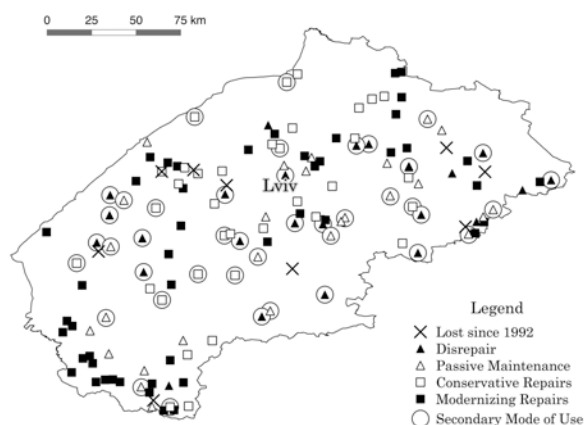 0 25 50 75 km
Lviv
Legend
Lost since 1992
Disrepair
Passive Maintenance
Conservative Repairs
Modernizing Repairs
Secondary Mode of Use